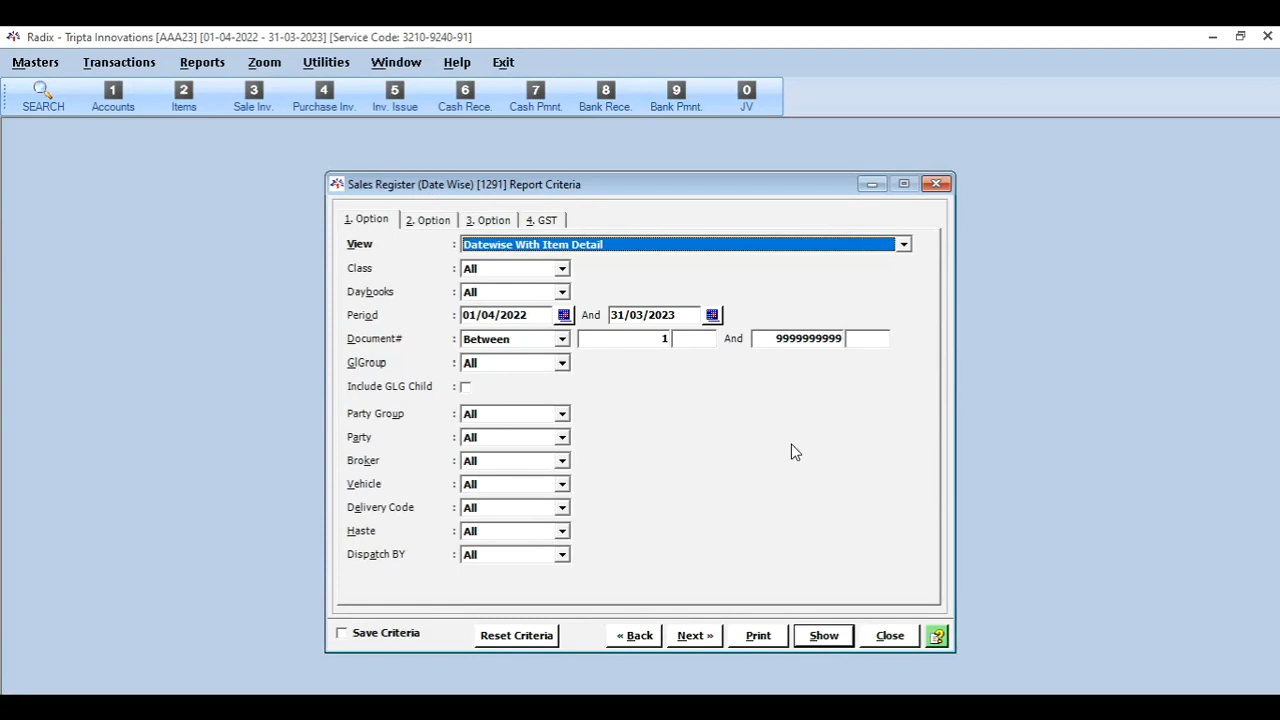 Radix - Tripta Innovations [AAA23] [01-04-2022 - 31-03-2023] [Service Code: 3210-9240-91]
Masters Transactions Reports Zoom Utilities Window Help Exit
1 2 3 4 5 6 7 8 9 0
SEARCH Accounts Items Sale Inv. Purchase Inv. Inv. Issue Cash Rece. Cash Pmnt. Bank Rece. Bank Pmnt. JV
Sales Register (Date Wise) [1291] Report Criteria
1. Option 2. Option 3. Option 4. GST
View : Datewise With Item Detail
Class : All
Daybooks : All
Period : 01/04/2022 And 31/03/2023
Document# : Between 1 And 9999999999
GlGroup : All
Include GLG Child :
Party Group : All
Party : All
Broker : All
Vehicle : All
Delivery Code : All
Haste : All
Dispatch BY : All
Save Criteria Reset Criteria « Back Next » Print Show Close ?